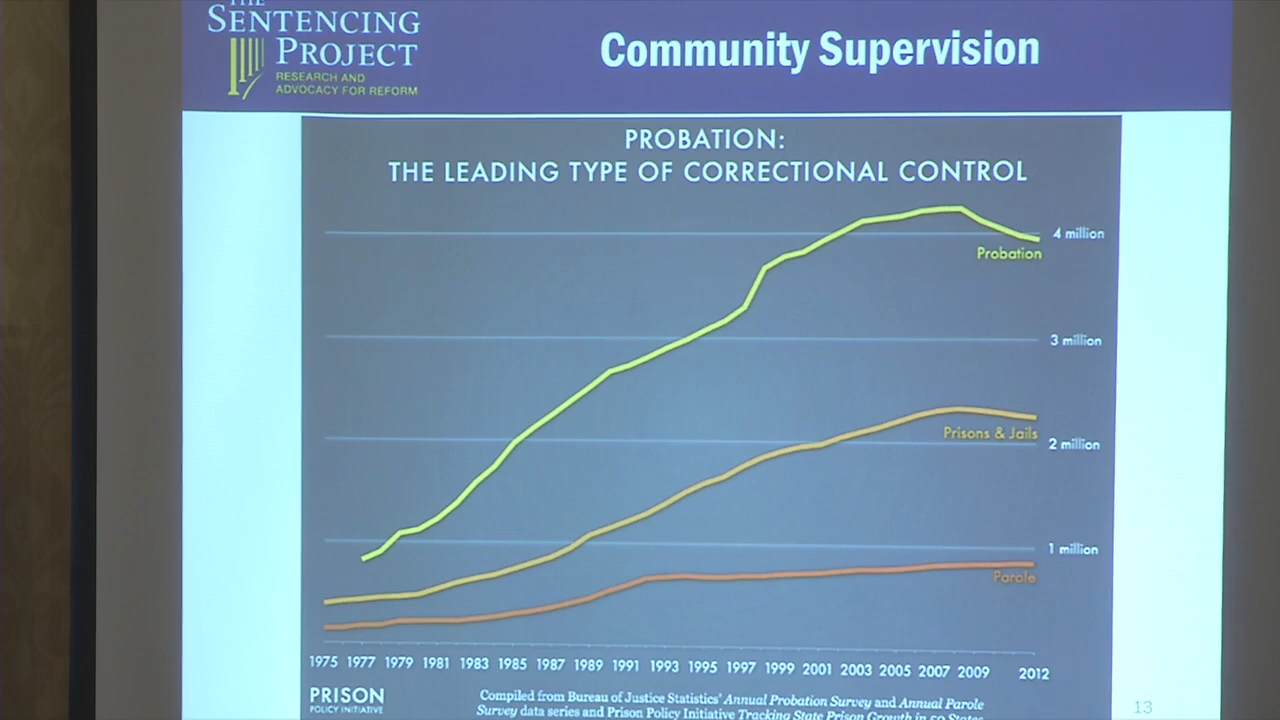 THE
SENTENCING
PROJECT
RESEARCH AND
ADVOCACY FOR REFORM
Community Supervision
PROBATION:
THE LEADING TYPE OF CORRECTIONAL CONTROL
4 million
Probation
3 million
Prisons & Jails
2 million
1 million
Parole
1975 1977 1979 1981 1983 1985 1987 1989 1991 1993 1995 1997 1999 2001 2003 2005 2007 2009 2012
PRISON
POLICY INITIATIVE
Compiled from Bureau of Justice Statistics' Annual Probation Survey and Annual Parole
Survey data series and Prison Policy Initiative Tracking State Prison Growth in 50 States
13